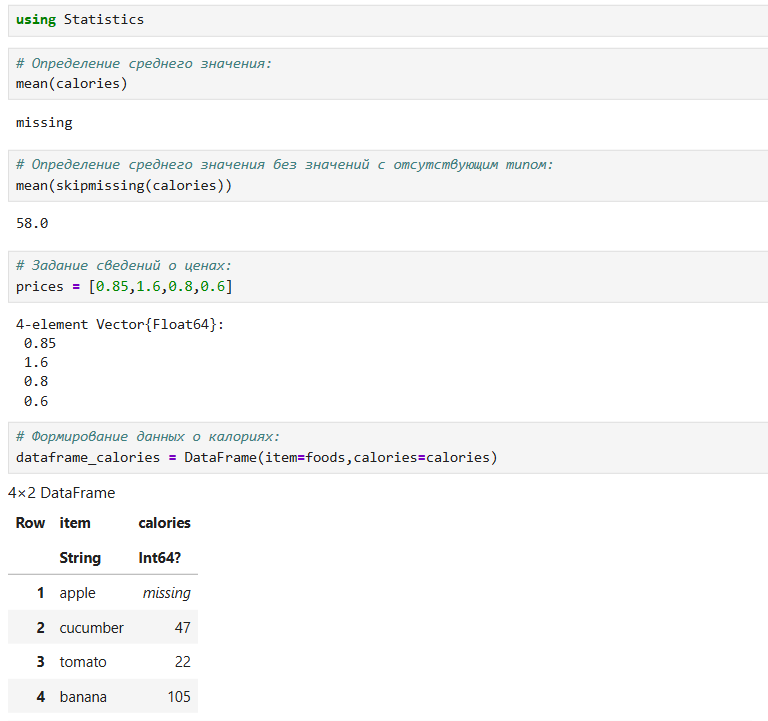 using Statistics
# Определение среднего значения:
mean(calories)
missing
# Определение среднего значения без значений с отсутствующим типом:
mean(skipmissing(calories))
58.0
# Задание сведений о ценах:
prices = [0.85,1.6,0.8,0.6]
4-element Vector{Float64}:
0.85
1.6
0.8
0.6
# Формирование данных о калориях:
dataframe_calories = DataFrame(item=foods,calories=calories)
4×2 DataFrame
Row item calories
String Int64?
1 apple missing
2 cucumber 47
3 tomato 22
4 banana 105